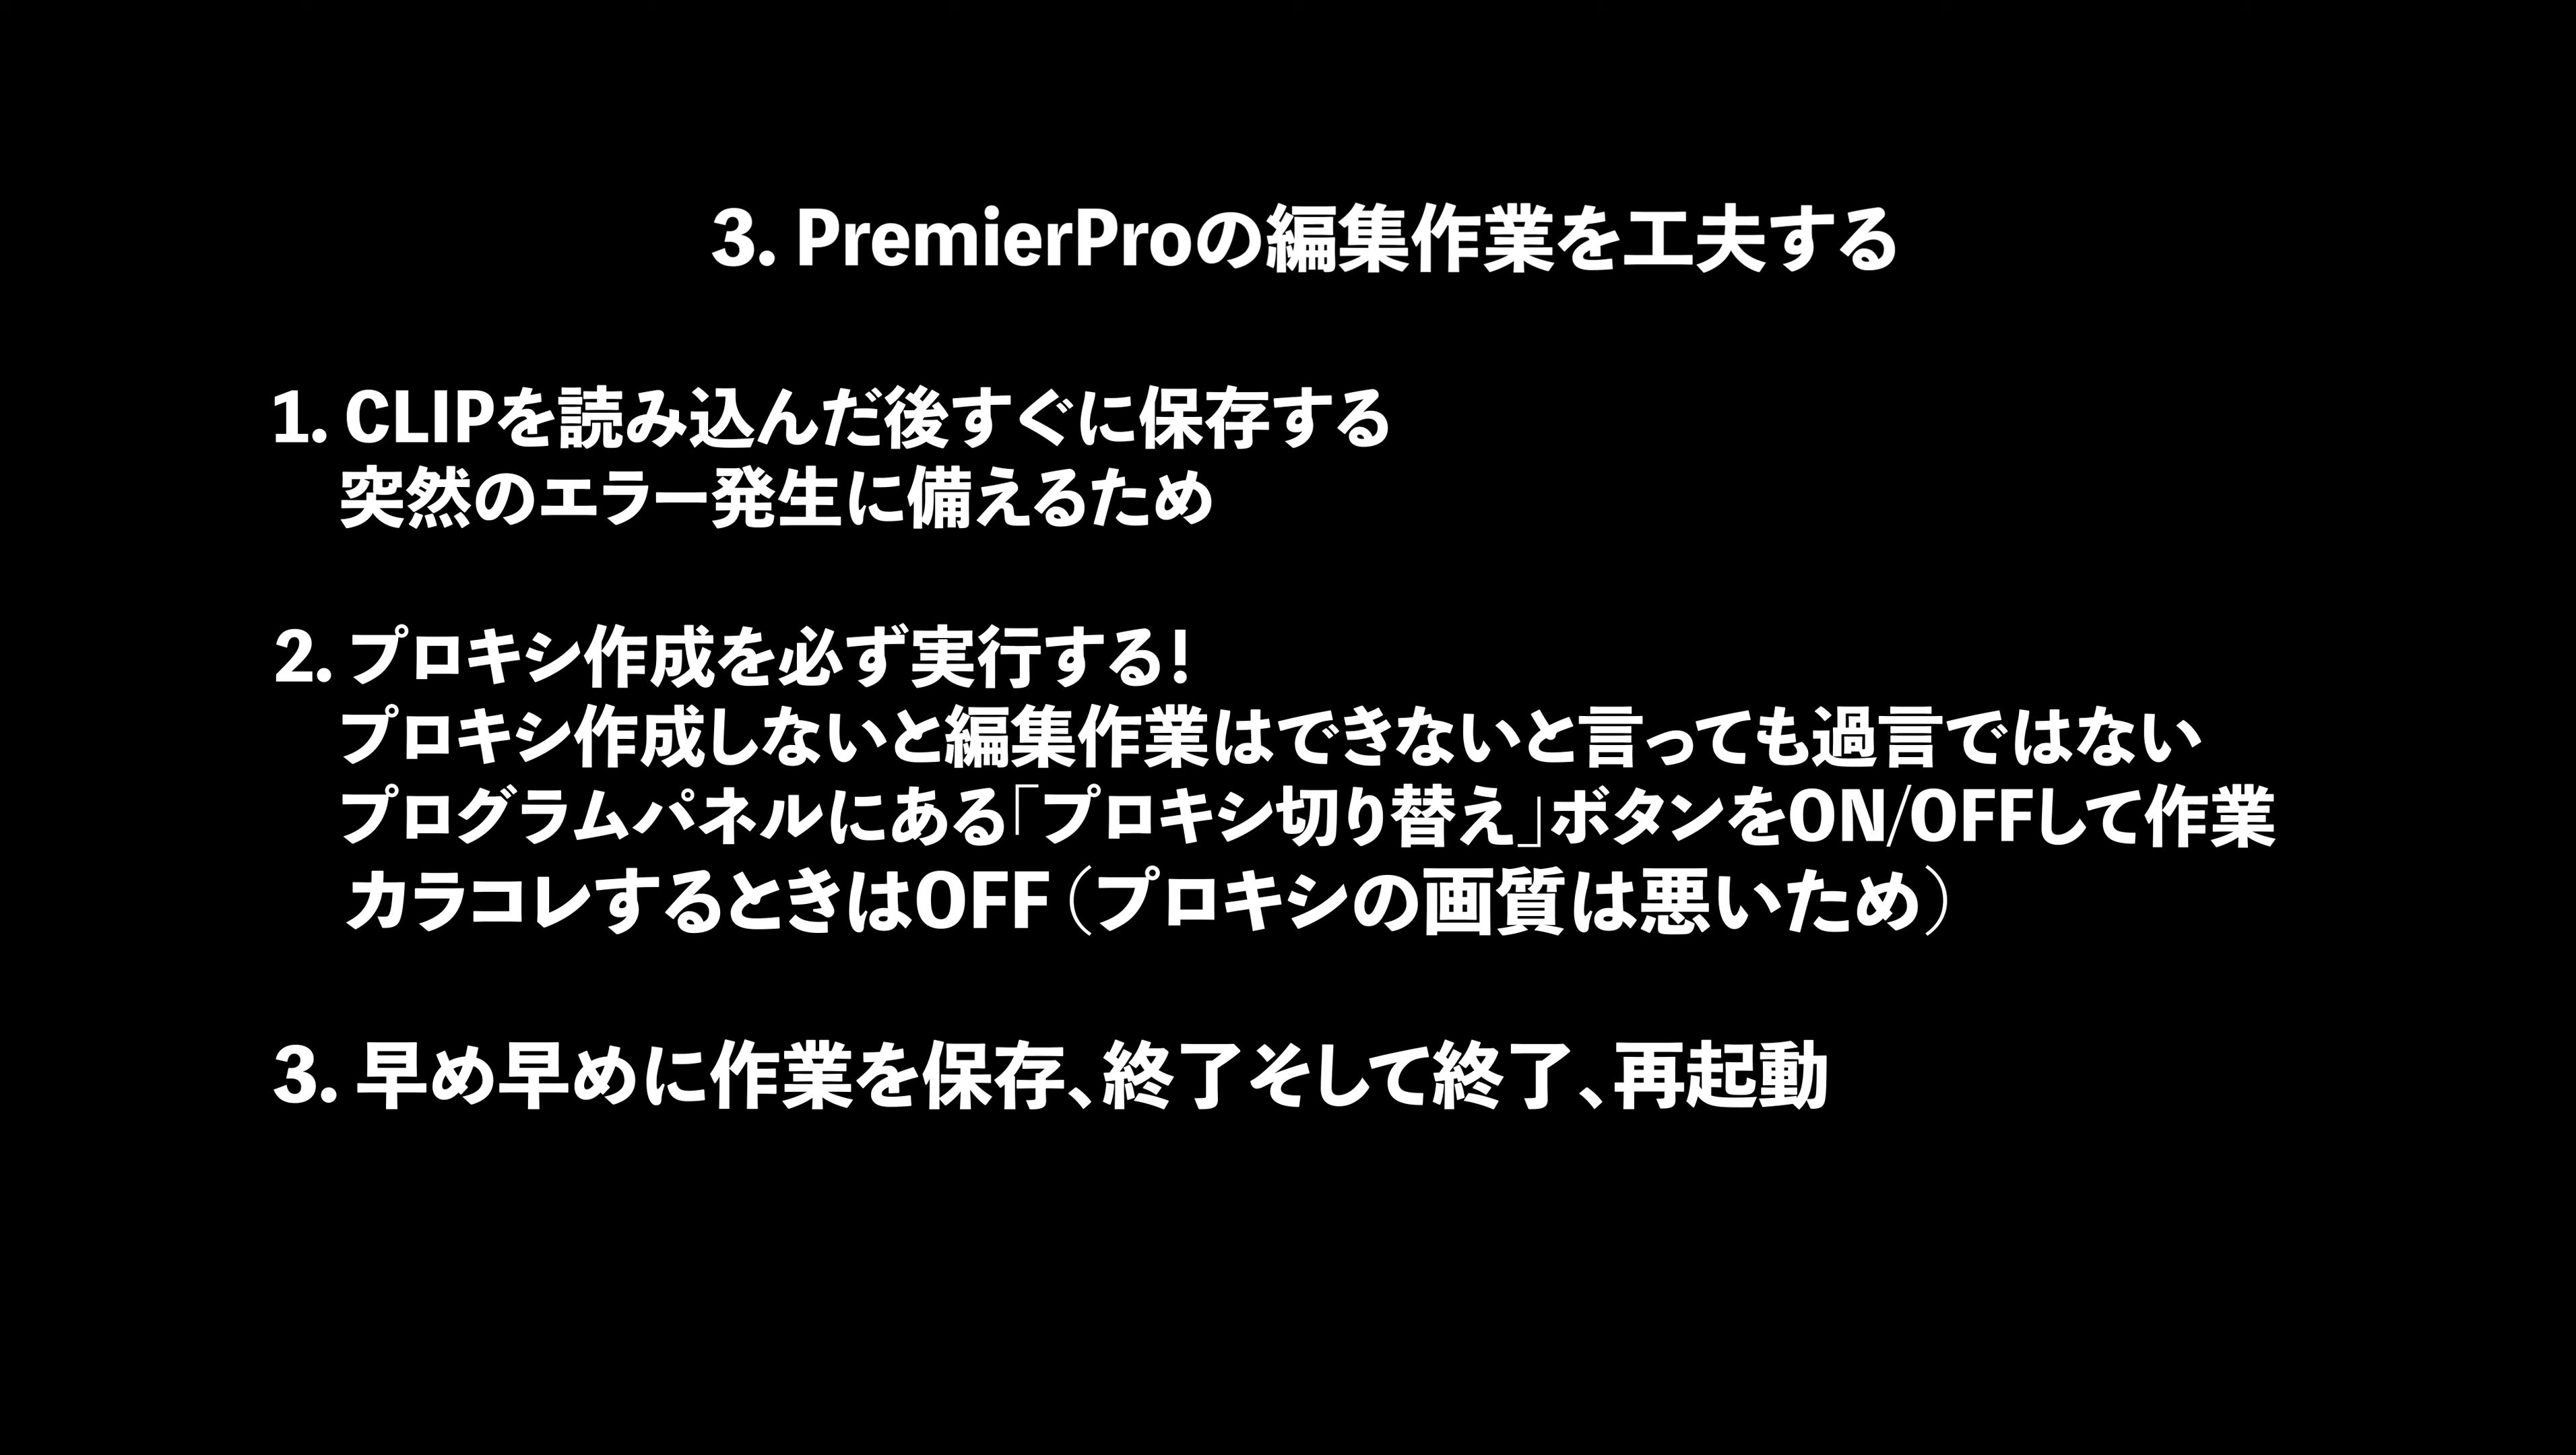 3. PremierProの編集作業を工夫する
1. CLIPを読み込んだ後すぐに保存する
突然のエラー発生に備えるため
2. プロキシ作成を必ず実行する!
プロキシ作成しないと編集作業はできないと言っても過言ではない
プログラムパネルにある「プロキシ切り替え」ボタンをON/OFFして作業
カラコレするときはOFF（プロキシの画質は悪いため）
3. 早め早めに作業を保存、終了そして終了、再起動